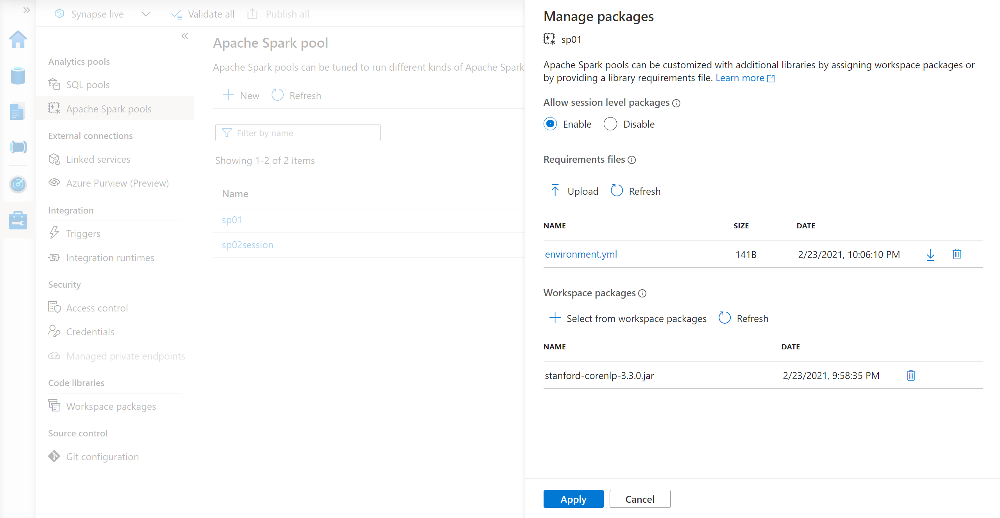 Synapse live
Validate all
Publish all
Analytics pools
SQL pools
Apache Spark pools
External connections
Linked services
Azure Purview (Preview)
Integration
Triggers
Integration runtimes
Security
Access control
Credentials
Managed private endpoints
Code libraries
Workspace packages
Source control
Git configuration
Apache Spark pool
Apache Spark pools can be tuned to run different kinds of Apache Spark
New Refresh
Filter by name
Showing 1-2 of 2 items
Name
sp01
sp02session
Manage packages
sp01
Apache Spark pools can be customized with additional libraries by assigning workspace packages or
by providing a library requirements file. Learn more
Allow session level packages
Enable Disable
Requirements files
Upload Refresh
NAME SIZE DATE
environment.yml 141B 2/23/2021, 10:06:10 PM
Workspace packages
Select from workspace packages Refresh
NAME DATE
stanford-corenlp-3.3.0.jar 2/23/2021, 9:58:35 PM
Apply Cancel